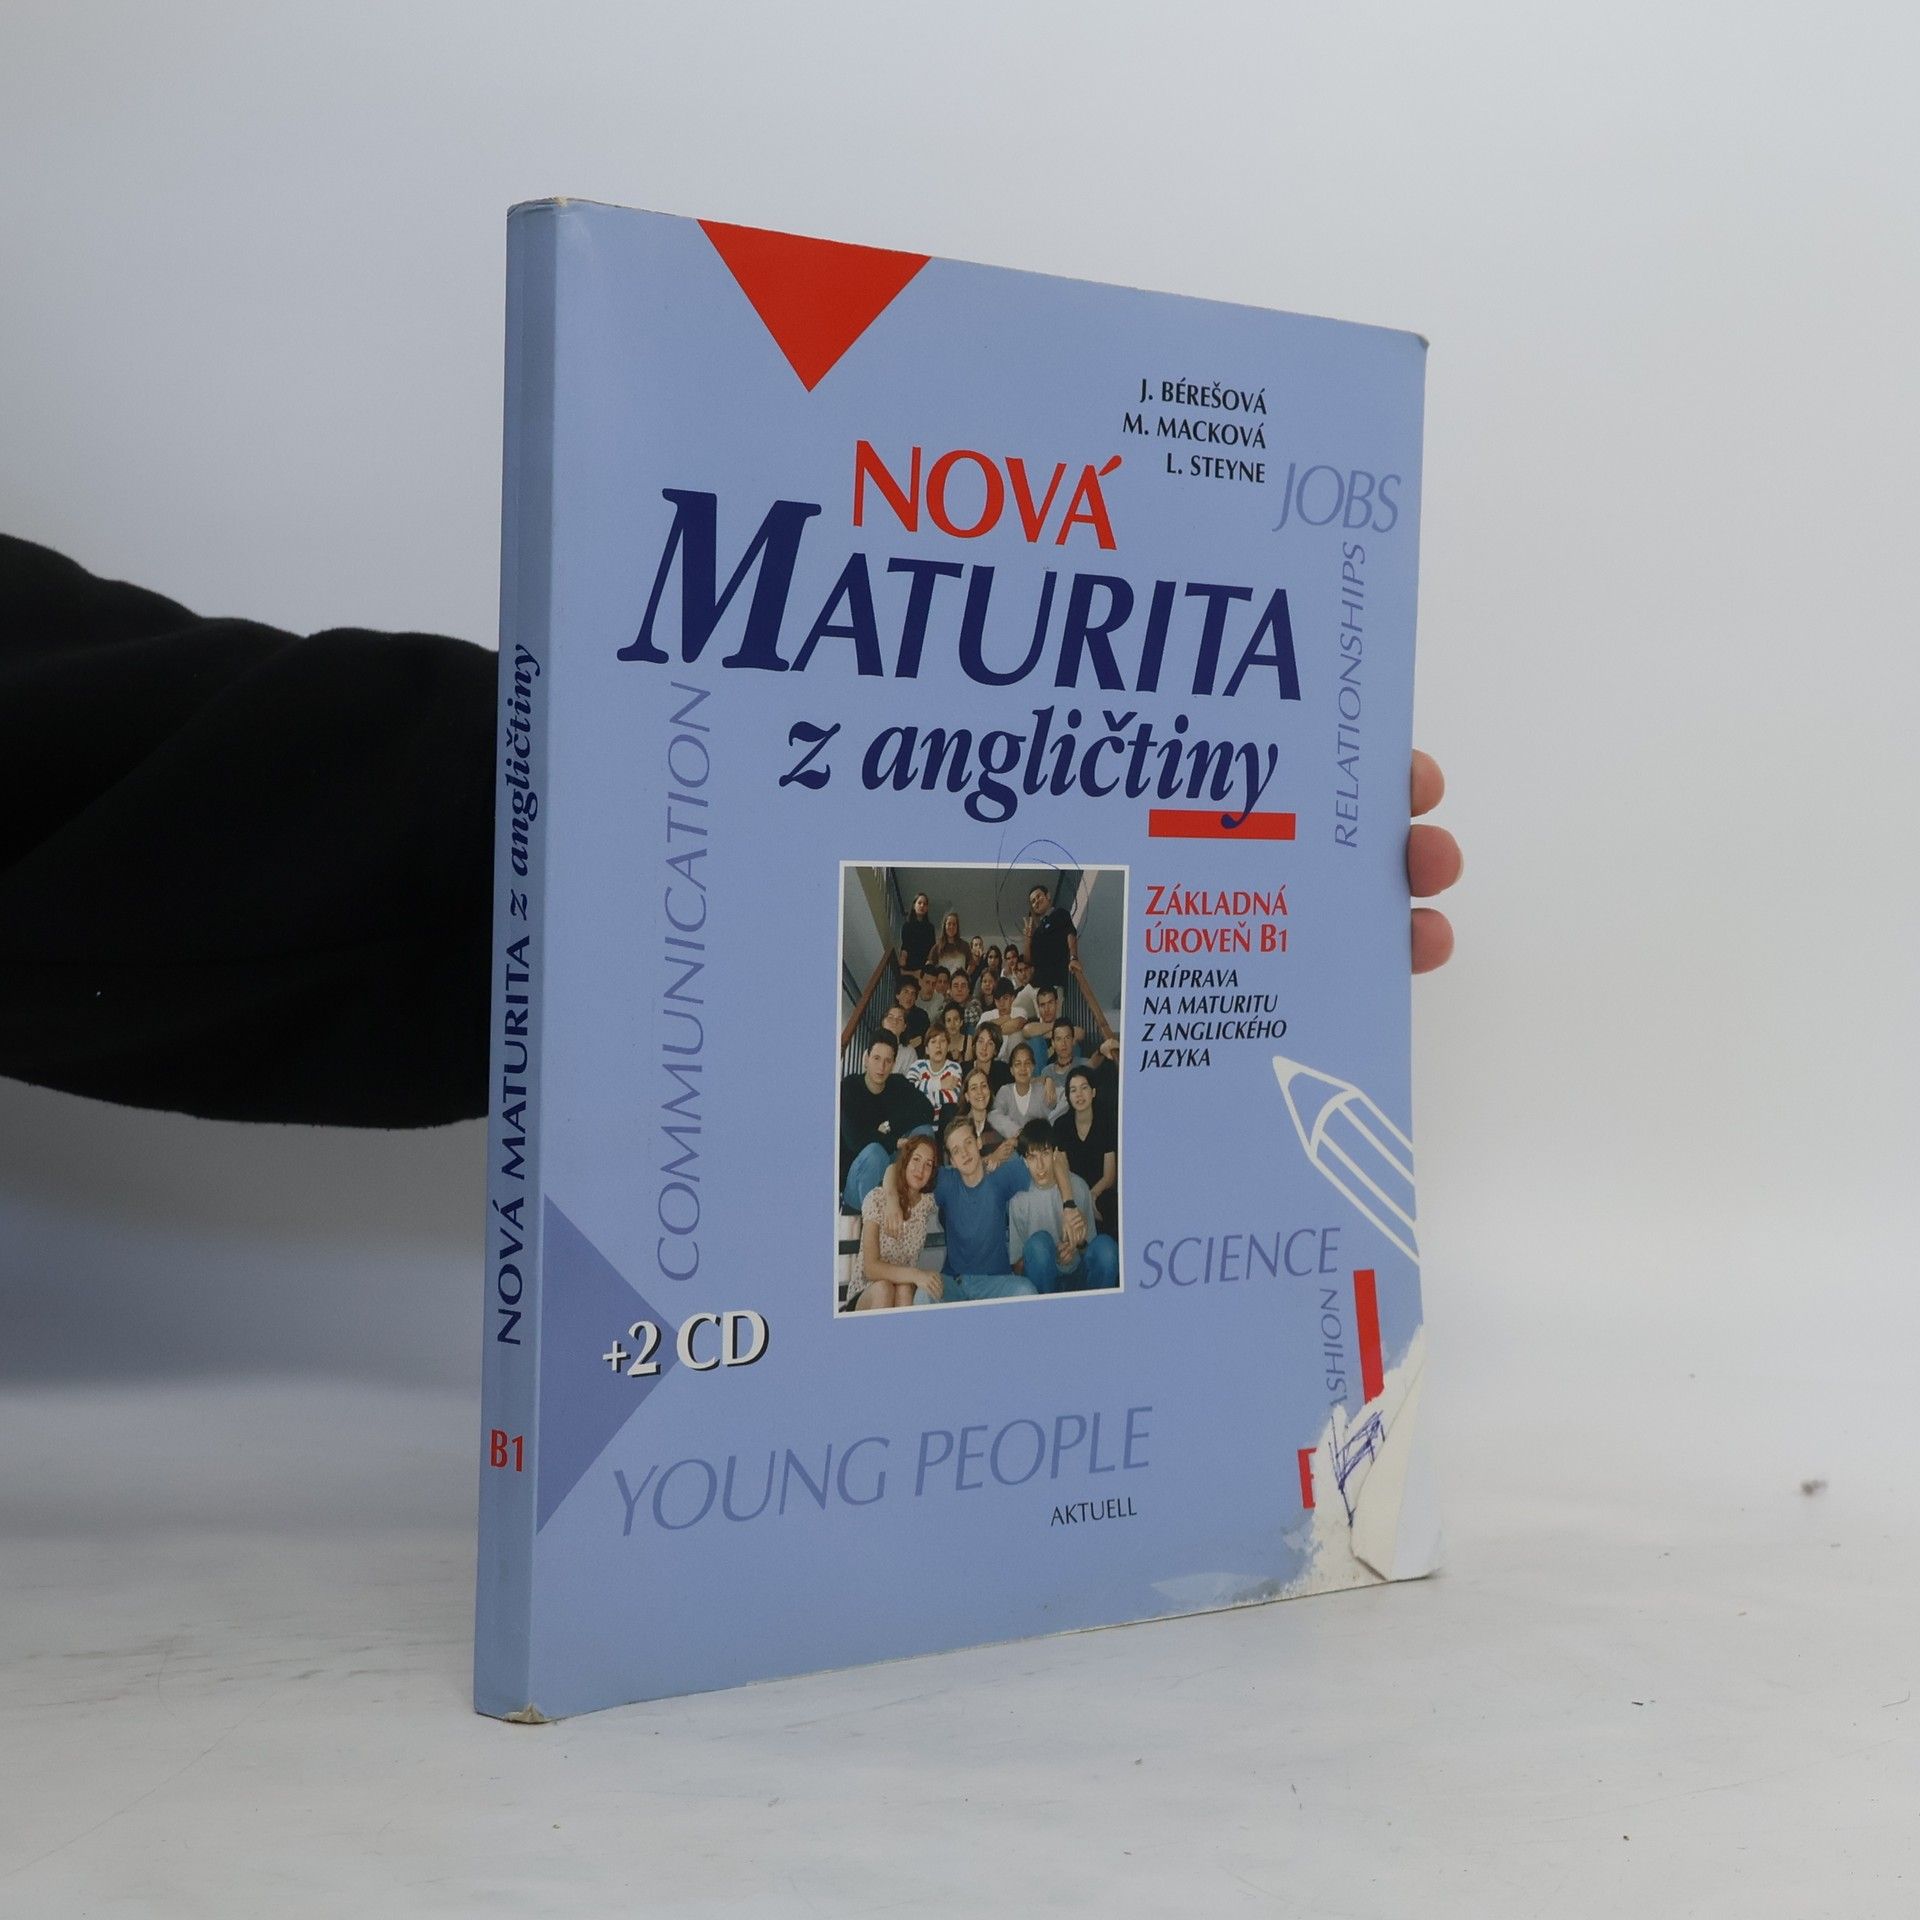 J. BÉREŠOVÁ
M. MACKOVÁ
L. STEYNE
JOBS
NOVÁ
MATURITA
z angličtiny
RELATIONSHIPS
COMMUNICATION
ZÁKLADNÁ
ÚROVEŇ B1
PRÍPRAVA
NA MATURITU
Z ANGLICKÉHO
JAZYKA
SCIENCE
+2 CD
YOUNG PEOPLE
AKTUELL
NOVÁ MATURITA z angličtiny
B1